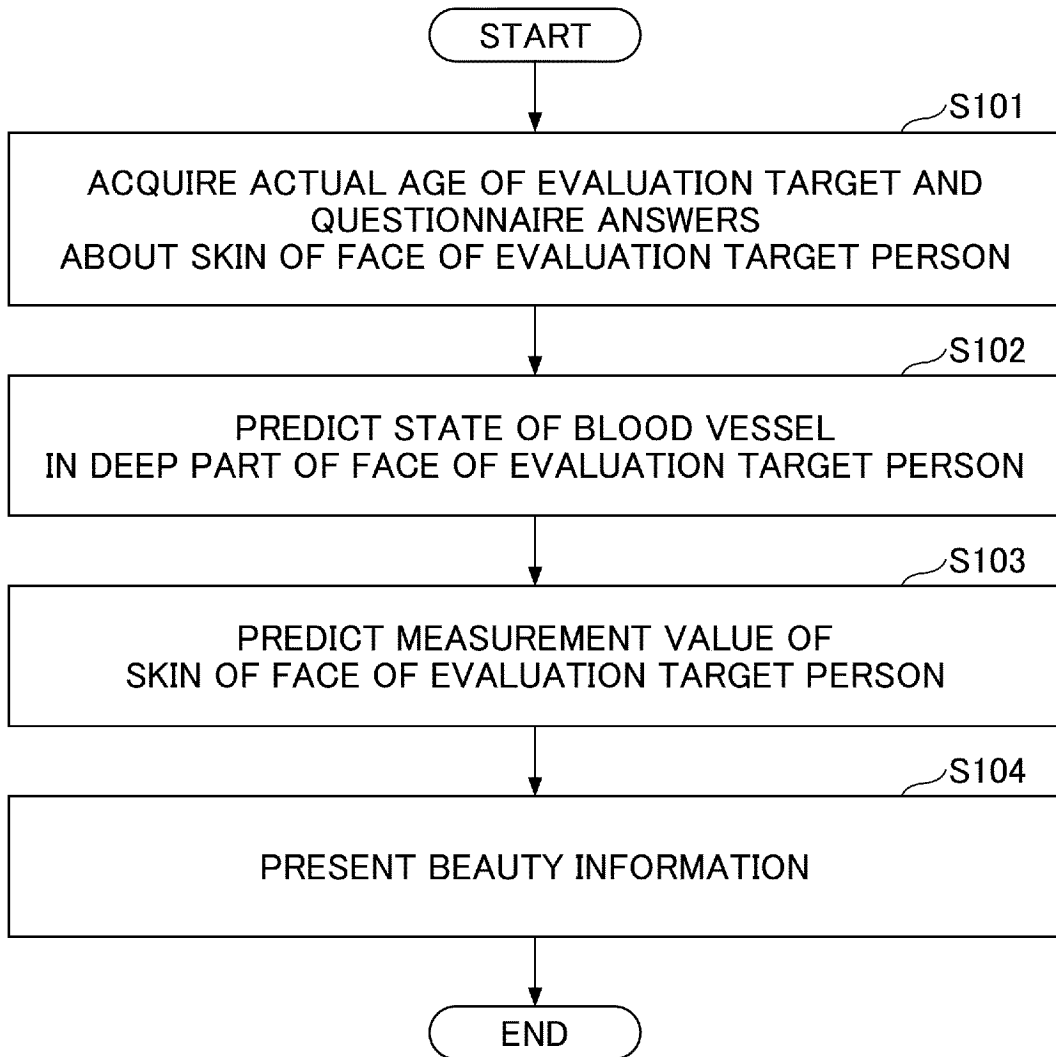 START
S101
ACQUIRE ACTUAL AGE OF EVALUATION TARGET AND
QUESTIONNAIRE ANSWERS
ABOUT SKIN OF FACE OF EVALUATION TARGET PERSON
S102
PREDICT STATE OF BLOOD VESSEL
IN DEEP PART OF FACE OF EVALUATION TARGET PERSON
S103
PREDICT MEASUREMENT VALUE OF
SKIN OF FACE OF EVALUATION TARGET PERSON
S104
PRESENT BEAUTY INFORMATION
END